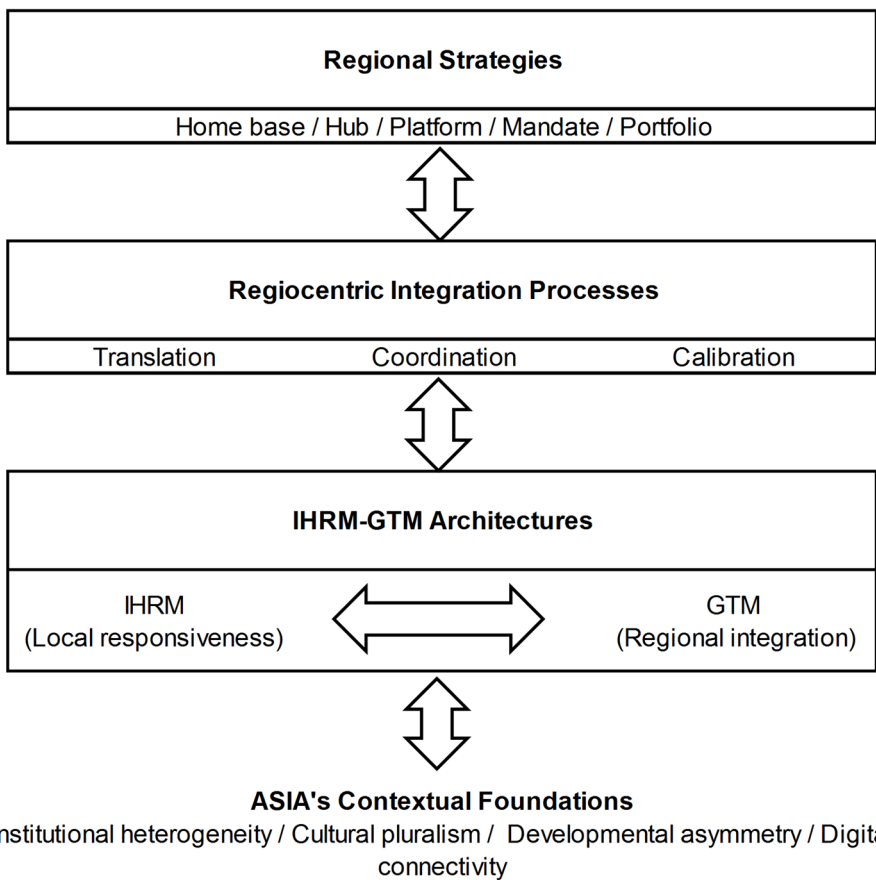 Regional Strategies
Home base / Hub / Platform / Mandate / Portfolio
Regiocentric Integration Processes
Translation Coordination Calibration
IHRM-GTM Architectures
IHRM GTM
(Local responsiveness) (Regional integration)
ASIA's Contextual Foundations
nstitutional heterogeneity / Cultural pluralism / Developmental asymmetry / Digita
connectivity